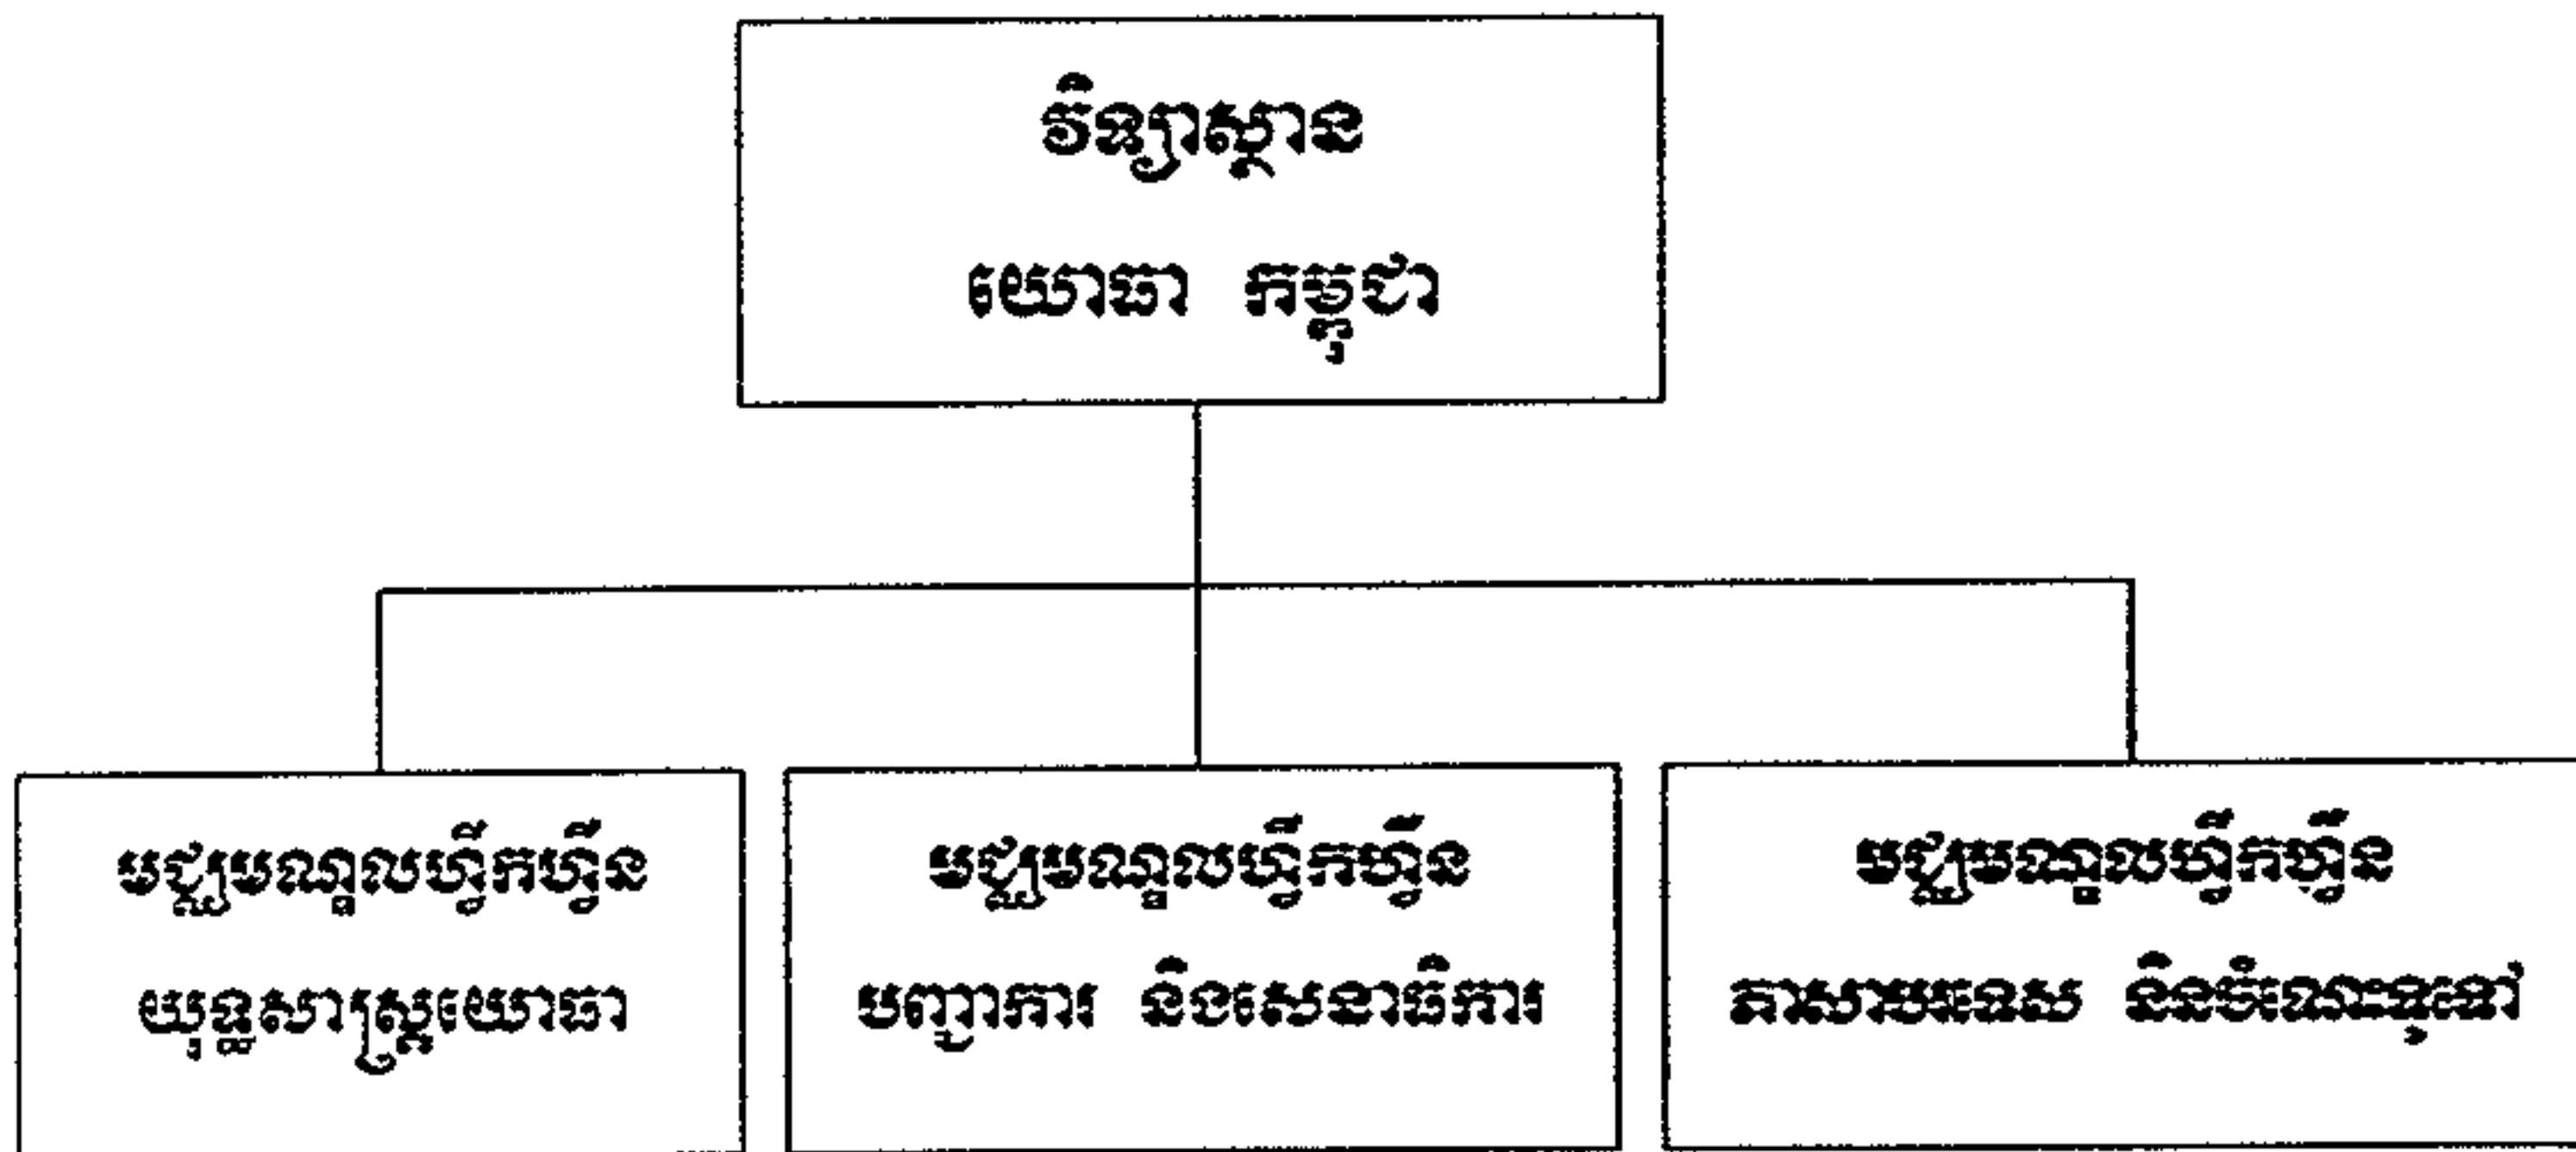 វិទ្យាស្ថាន
យោធា កម្ពុជា
មជ្ឈមណ្ឌលហ្វឹកហ្វឺន
យុទ្ធសាស្ត្រយោធា
មជ្ឈមណ្ឌលហ្វឹកហ្វឺន
បញ្ជាការ និងសេនាធិការ
មជ្ឈមណ្ឌលហ្វឹកហ្វឺន
ភាសាបរទេស និងចំណេះទូទៅ